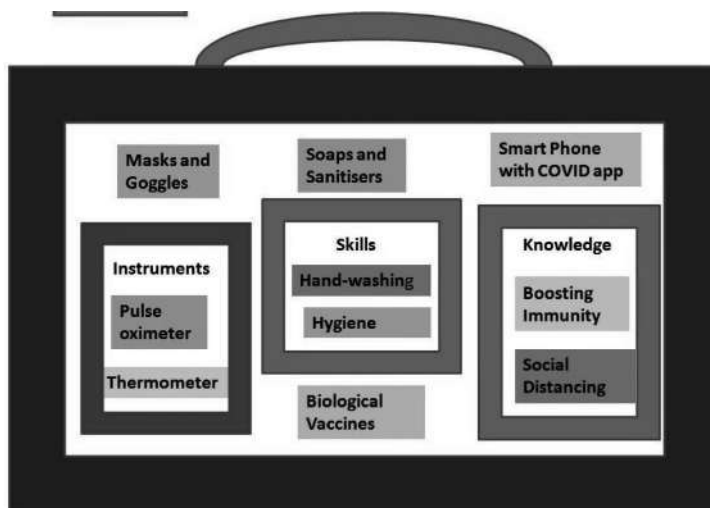 Masks and
Goggles
Soaps and
Sanitisers
Smart Phone
with COVID app
Instruments
Pulse
oximeter
Thermometer
Skills
Hand-washing
Hygiene
Knowledge
Boosting
Immunity
Social
Distancing
Biological
Vaccines